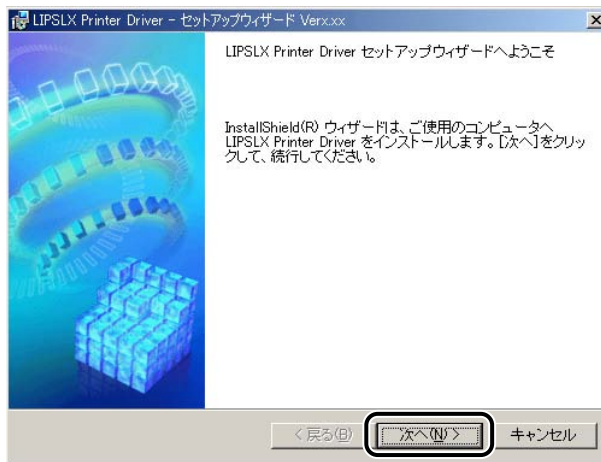 LIPSLX Printer Driver - セットアップウィザード Verx.xx
LIPSLX Printer Driver セットアップウィザードへようこそ
InstallShield(R) ウィザードは、ご使用のコンピュータへ
LIPSLX Printer Driver をインストールします。[次へ]をクリッ
クして、続行してください。
< 戻る(B) 次へ(N) > キャンセル